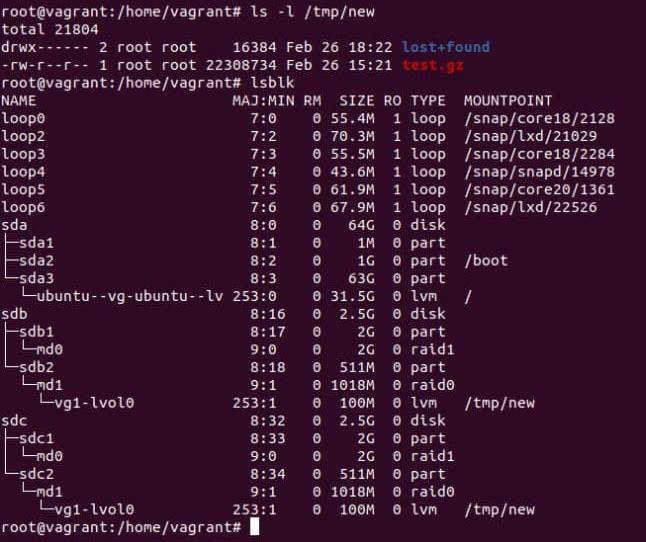 root@vagrant:/home/vagrant# ls -l /tmp/new
total 21804
drwx------ 2 root root    16384 Feb 26 18:22 lost+found
-rw-r--r-- 1 root root 22308734 Feb 26 15:21 test.gz
root@vagrant:/home/vagrant# lsblk
NAME                      MAJ:MIN RM  SIZE RO TYPE  MOUNTPOINT
loop0                       7:0    0 55.4M  1 loop  /snap/core18/2128
loop2                       7:2    0 70.3M  1 loop  /snap/lxd/21029
loop3                       7:3    0 55.5M  1 loop  /snap/core18/2284
loop4                       7:4    0 43.6M  1 loop  /snap/snapd/14978
loop5                       7:5    0 61.9M  1 loop  /snap/core20/1361
loop6                       7:6    0 67.9M  1 loop  /snap/lxd/22526
sda                         8:0    0   64G  0 disk
├─sda1                      8:1    0    1M  0 part
├─sda2                      8:2    0    1G  0 part  /boot
└─sda3                      8:3    0   63G  0 part
  └─ubuntu--vg-ubuntu--lv 253:0    0 31.5G  0 lvm   /
sdb                         8:16   0  2.5G  0 disk
├─sdb1                      8:17   0    2G  0 part
│ └─md0                     9:0    0    2G  0 raid1
└─sdb2                      8:18   0  511M  0 part
  └─md1                     9:1    0 1018M  0 raid0
    └─vg1-lvol0           253:1    0  100M  0 lvm   /tmp/new
sdc                         8:32   0  2.5G  0 disk
├─sdc1                      8:33   0    2G  0 part
│ └─md0                     9:0    0    2G  0 raid1
└─sdc2                      8:34   0  511M  0 part
  └─md1                     9:1    0 1018M  0 raid0
    └─vg1-lvol0           253:1    0  100M  0 lvm   /tmp/new
root@vagrant:/home/vagrant#